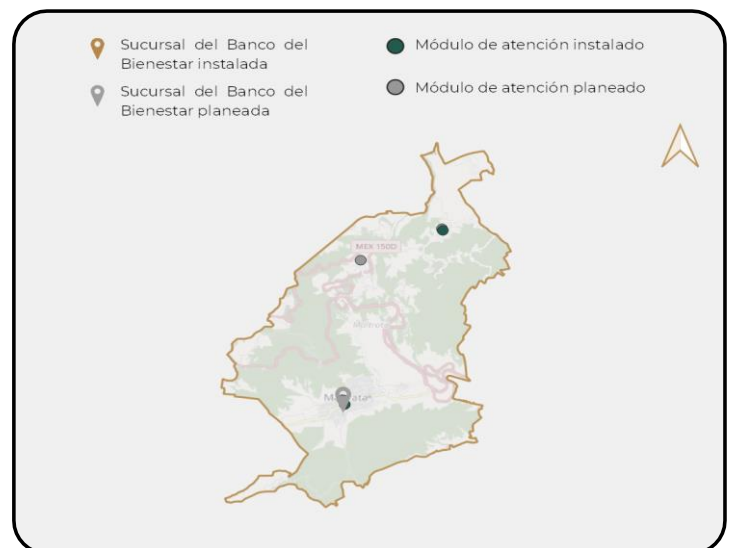 Sucursal del Banco del
Bienestar instalada
Sucursal del Banco del
Bienestar planeada
Módulo de atención instalado
Módulo de atención planeado
MEX 150D